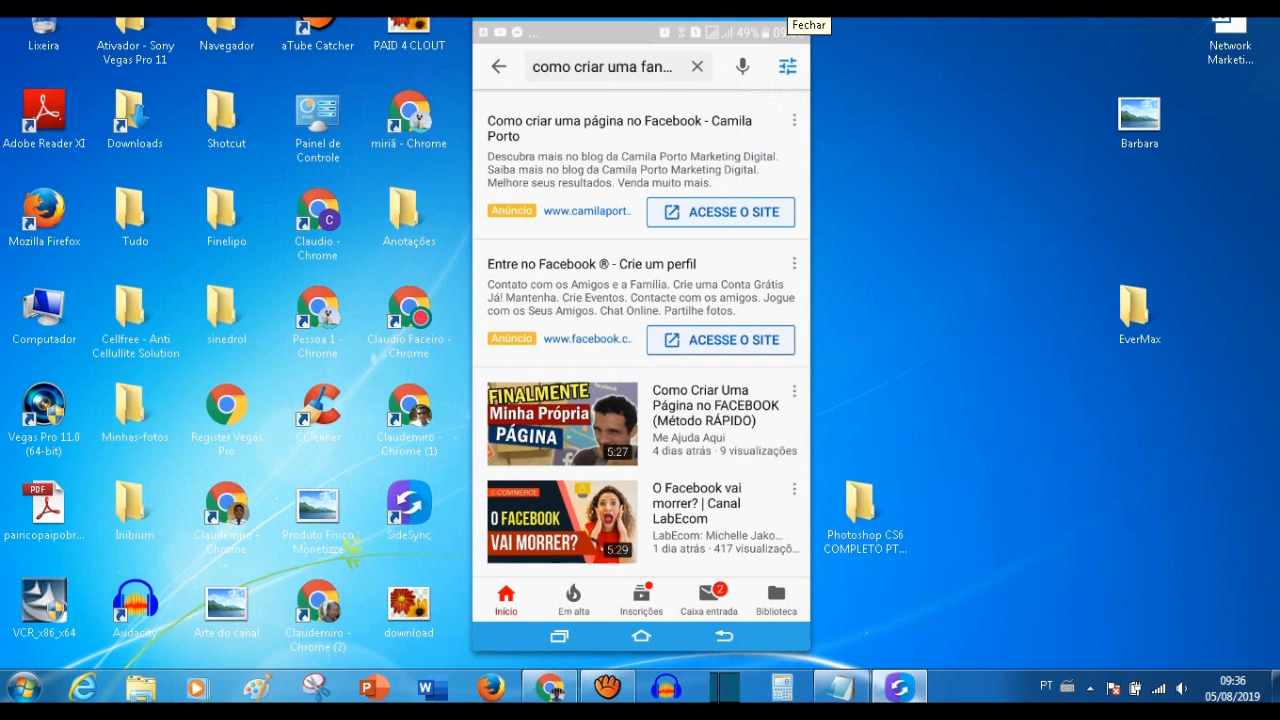 Fechar
Lixeira
Ativador - Sony
Vegas Pro 11
Navegador
aTube Catcher
PAID 4 CLOUT
Network
Marketi...
Adobe Reader XI
Downloads
Shotcut
Painel de
Controle
miriã - Chrome
Barbara
Mozilla Firefox
Tudo
Finelipo
Claudio -
Chrome
Anotações
Computador
Cellfree - Anti
Cellullite Solution
sinedrol
Pessoa 1 -
Chrome
Claudio Faceiro -
Chrome
EverMax
Vegas Pro 11.0
(64-bit)
Minhas-fotos
Register Vegas
Pro
CCleaner
Claudemiro -
Chrome (1)
PDF
pairicopaipobr...
Inibium
Claudemiro -
Chrome
Produto Fisico
Monetizze
SideSync
Photoshop CS6
COMPLETO PT...
VCR_x86_x64
Audacity
Arte do canal
Claudemiro -
Chrome (2)
download
... 49%
como criar uma fan...
Como criar uma página no Facebook - Camila
Porto
Descubra mais no blog da Camila Porto Marketing Digital.
Saiba mais no blog da Camila Porto Marketing Digital.
Melhore seus resultados. Venda muito mais.
Anúncio www.camilaport.. ACESSE O SITE
Entre no Facebook ® - Crie um perfil
Contato com os Amigos e a Família. Crie uma Conta Grátis
Já! Mantenha. Crie Eventos. Contacte com os amigos. Jogue
com os Seus Amigos. Chat Online. Partilhe fotos.
Anúncio www.facebook.c.. ACESSE O SITE
FINALMENTE
Minha Própria
PÁGINA
5:27
Como Criar Uma
Página no FACEBOOK
(Método RÁPIDO)
Me Ajuda Aqui
4 dias atrás · 9 visualizações
E-COMMERCE
O FACEBOOK
VAI MORRER?
5:29
O Facebook vai
morrer? | Canal
LabEcom
LabEcom: Michelle Jako...
1 dia atrás · 417 visualizaçõ...
2
Início
Em alta
Inscrições
Caixa entrada
Biblioteca
PT
09:36
05/08/2019